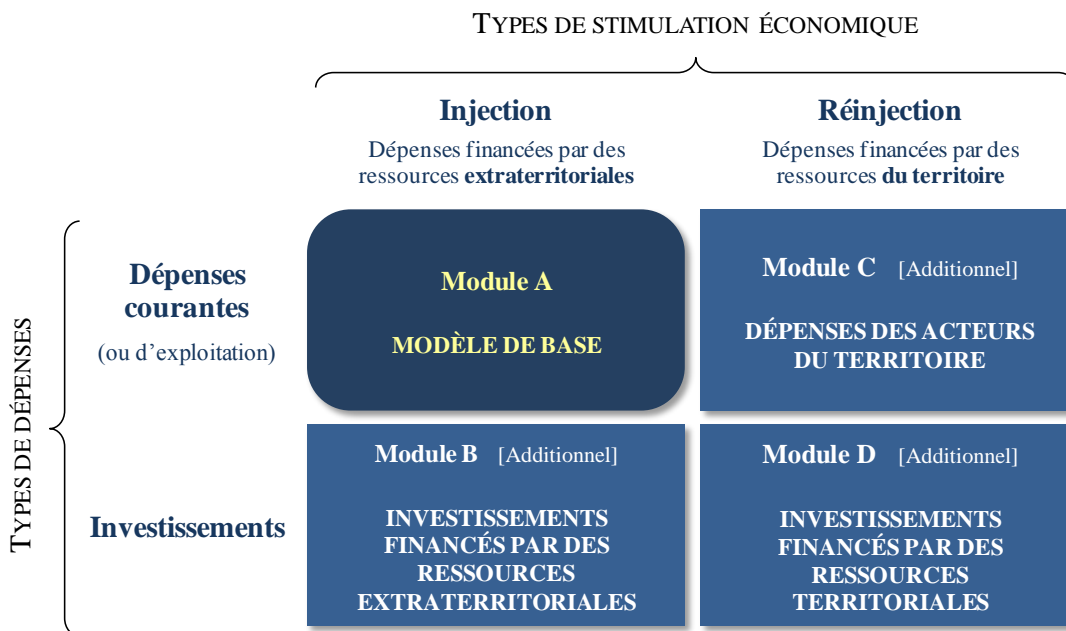 TYPES DE STIMULATION ÉCONOMIQUE
Injection
Dépenses financées par des
ressources extraterritoriales
Réinjection
Dépenses financées par des
ressources du territoire
TYPES DE DÉPENSES
Dépenses
courantes
(ou d’exploitation)
Module A
MODÈLE DE BASE
Module C [Additionnel]
DÉPENSES DES ACTEURS
DU TERRITOIRE
Investissements
Module B [Additionnel]
INVESTISSEMENTS
FINANCÉS PAR DES
RESSOURCES
EXTRATERRITORIALES
Module D [Additionnel]
INVESTISSEMENTS
FINANCÉS PAR DES
RESSOURCES
TERRITORIALES